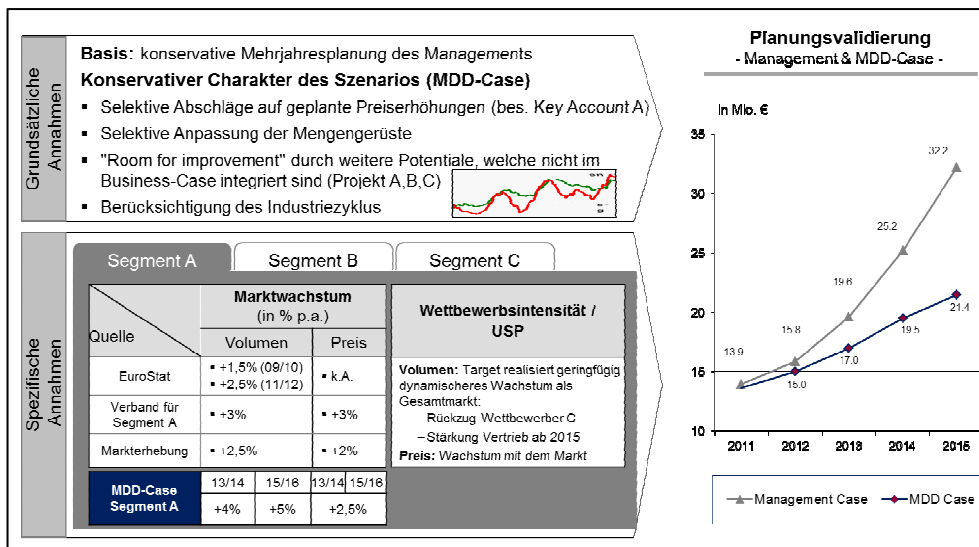 Grundsätzliche
Annahmen
Basis: konservative Mehrjahresplanung des Managements
Konservativer Charakter des Szenarios (MDD-Case)
▪ Selektive Abschläge auf geplante Preiserhöhungen (bes. Key Account A)
▪ Selektive Anpassung der Mengengerüste
▪ "Room for improvement" durch weitere Potentiale, welche nicht im
Business-Case integriert sind (Projekt A,B,C)
▪ Berücksichtigung des Industriezyklus
Spezifische
Annahmen
Segment A
Segment B
Segment C
Quelle
Marktwachstum
(in % p.a.)
Volumen
Preis
EuroStat
▪ +1,5% (09/10)
▪ +2,5% (11/12)
▪ k.A.
Verband für
Segment A
▪ +3%
▪ +3%
Markterhebung
▪ +2,5%
▪ +2%
MDD-Case
Segment A
13/14
15/16
13/14
15/16
+4%
+5%
+2,5%
Wettbewerbsintensität /
USP
Volumen: Target realisiert geringfügig
dynamischeres Wachstum als
Gesamtmarkt:
Rückzug Wettbewerber C
–Stärkung Vertrieb ab 2015
Preis: Wachstum mit dem Markt
Planungsvalidierung
- Management & MDD-Case -
In Mio. €
35
30
25
20
15
10
32.2
25.2
19.6
15.8
13.9
21.4
19.5
17.0
15.0
2011
2012
2013
2014
2015
Management Case
MDD Case